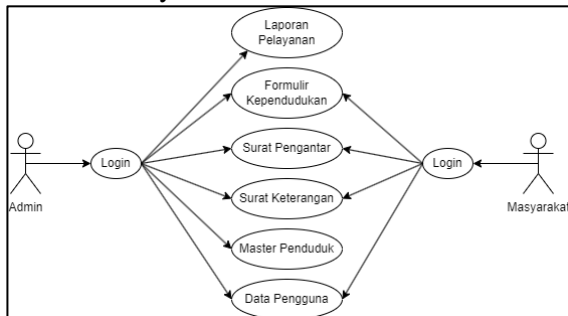 Laporan
Pelayanan
Formulir
Kependudukan
Surat Pengantar
Login
Login
Surat Keterangan
Admin
Masyarakat
Master Penduduk
Data Pengguna